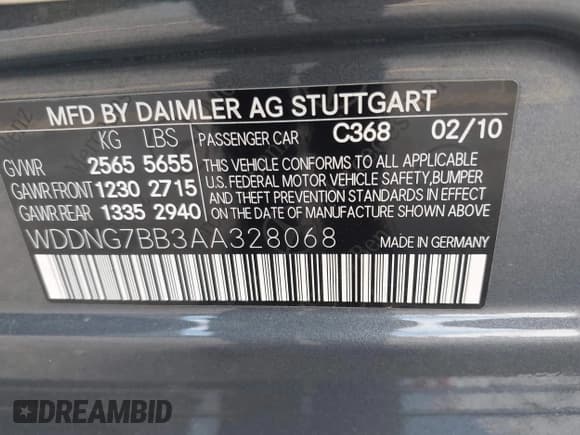 MFD BY DAIMLER AG STUTTGART
KG LBS PASSENGER CAR C368 02/10
GVWR 2565 5655 THIS VEHICLE CONFORMS TO ALL APPLICABLE
GAWR FRONT 1230 2715 U.S. FEDERAL MOTOR VEHICLE SAFETY,BUMPER
AND THEFT PREVENTION STANDARDS IN EFFECT
GAWR REAR 1335 2940 ON THE DATE OF MANUFACTURE SHOWN ABOVE.
WDDNG7BB3AA328068 MADE IN GERMANY
DREAMBID